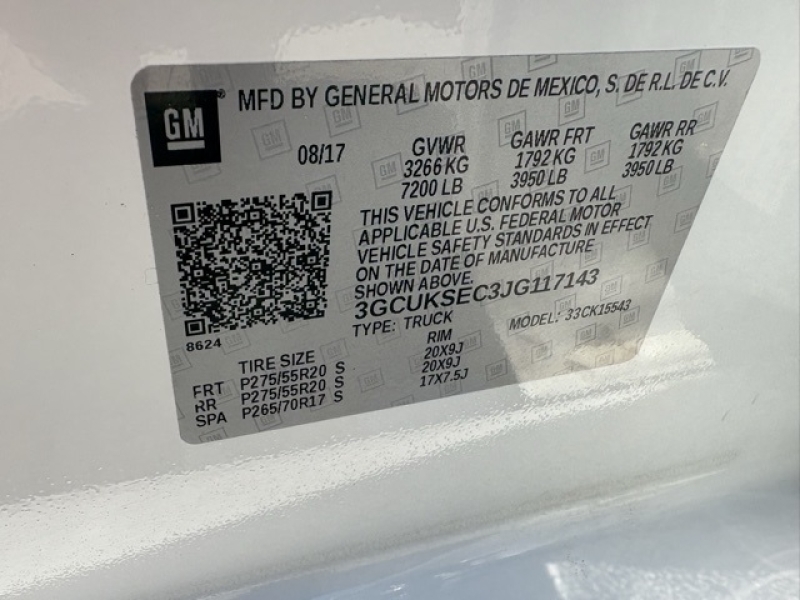 GM ® MFD BY GENERAL MOTORS DE MEXICO, S. DE R.L. DE C.V.
08/17 GVWR GAWR FRT GAWR RR
3266 KG 1792 KG 1792 KG
7200 LB 3950 LB 3950 LB
THIS VEHICLE CONFORMS TO ALL
APPLICABLE U.S. FEDERAL MOTOR
VEHICLE SAFETY STANDARDS IN EFFECT
ON THE DATE OF MANUFACTURE
SHOWN ABOVE.
3GCUKSEC3JG117143
8624
TYPE: TRUCK MODEL: 33CK15543
TIRE SIZE RIM
FRT P275/55R20 S 20X9J
RR P275/55R20 S 20X9J
SPA P265/70R17 S 17X7.5J